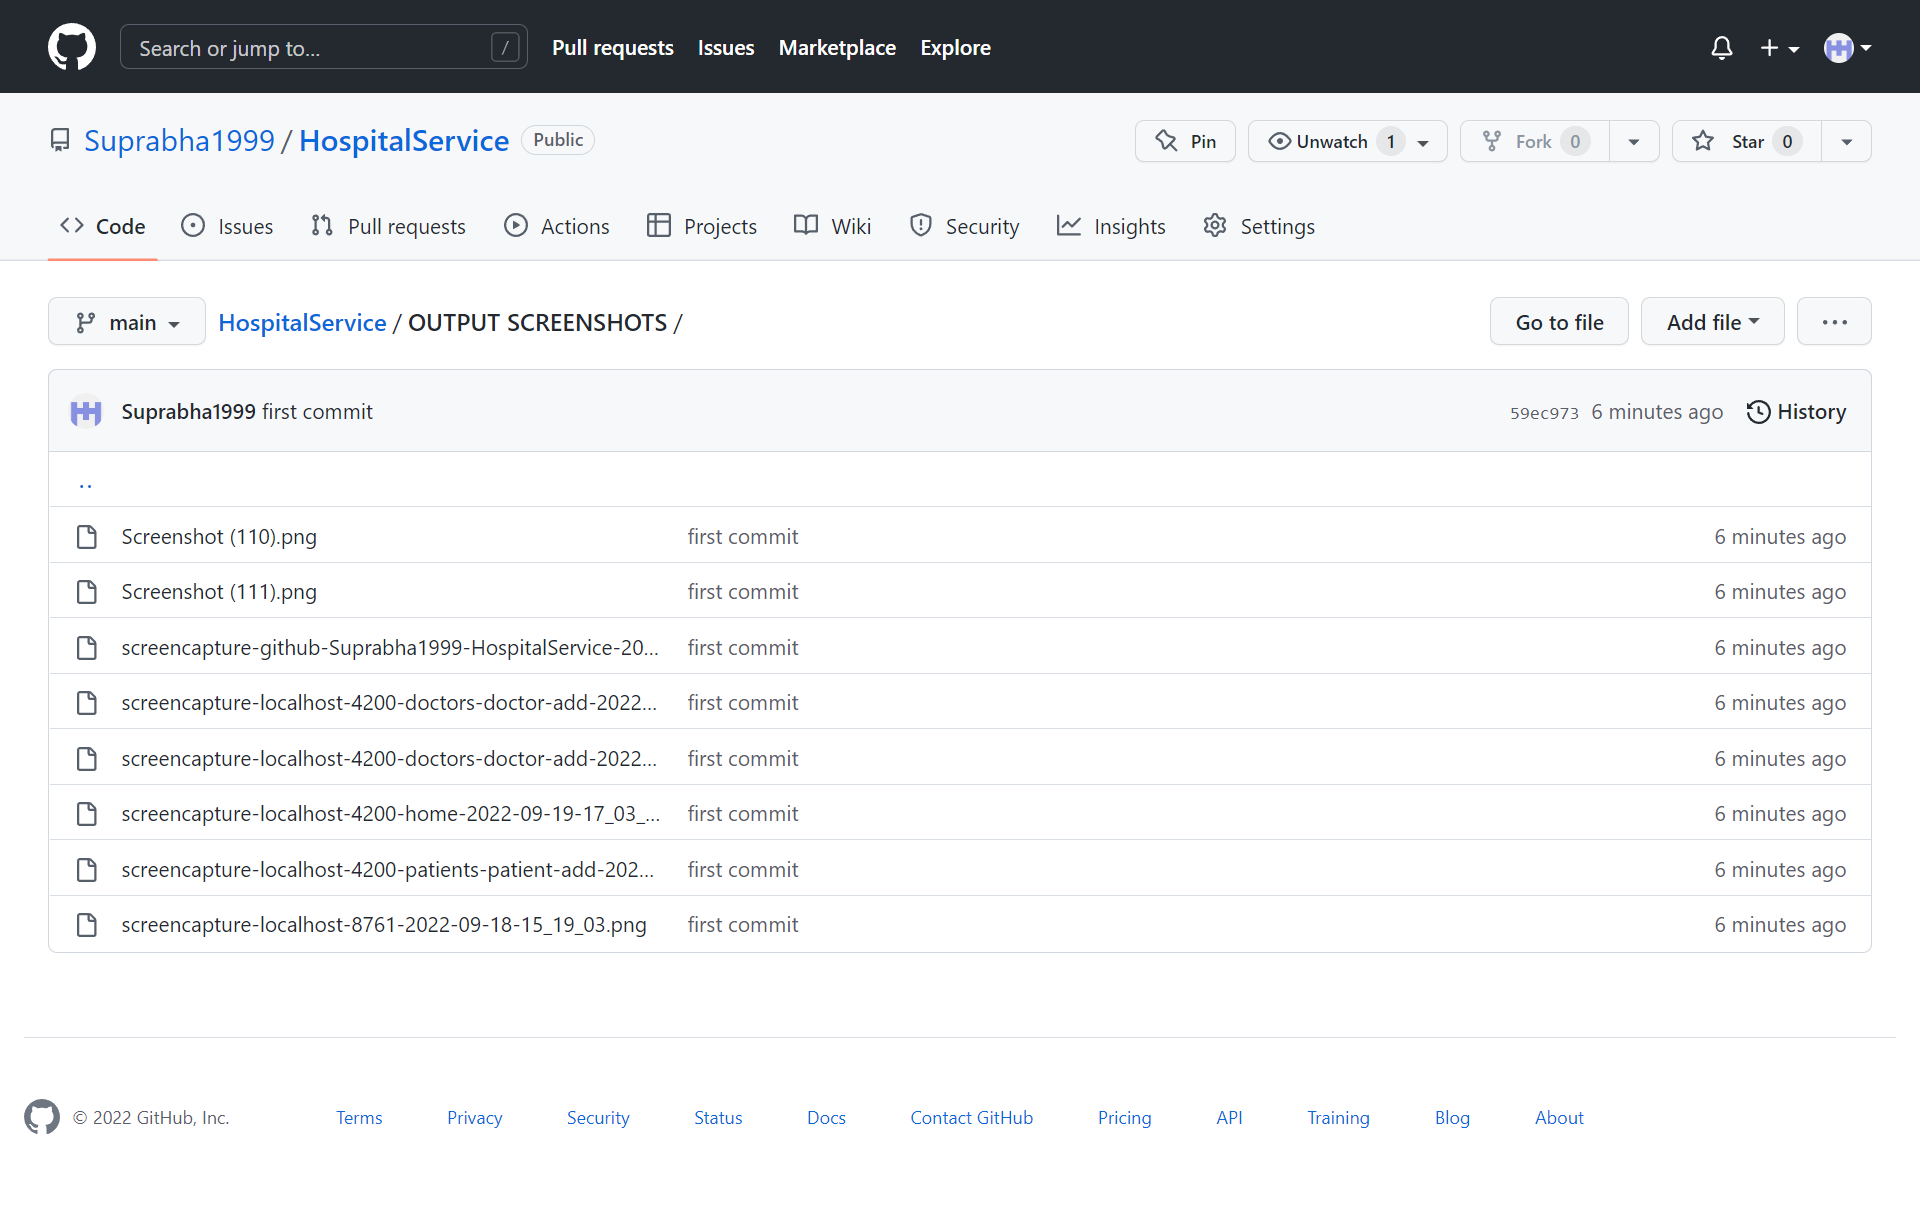 Search or jump to... / Pull requests Issues Marketplace Explore
Suprabha1999 / HospitalService Public Pin Unwatch 1 Fork 0 Star 0
Code Issues Pull requests Actions Projects Wiki Security Insights Settings
main HospitalService / OUTPUT SCREENSHOTS / Go to file Add file ...
Suprabha1999 first commit 59ec973 6 minutes ago History
..
Screenshot (110).png first commit 6 minutes ago
Screenshot (111).png first commit 6 minutes ago
screencapture-github-Suprabha1999-HospitalService-20... first commit 6 minutes ago
screencapture-localhost-4200-doctors-doctor-add-2022... first commit 6 minutes ago
screencapture-localhost-4200-doctors-doctor-add-2022... first commit 6 minutes ago
screencapture-localhost-4200-home-2022-09-19-17_03_... first commit 6 minutes ago
screencapture-localhost-4200-patients-patient-add-202... first commit 6 minutes ago
screencapture-localhost-8761-2022-09-18-15_19_03.png first commit 6 minutes ago
© 2022 GitHub, Inc. Terms Privacy Security Status Docs Contact GitHub Pricing API Training Blog About